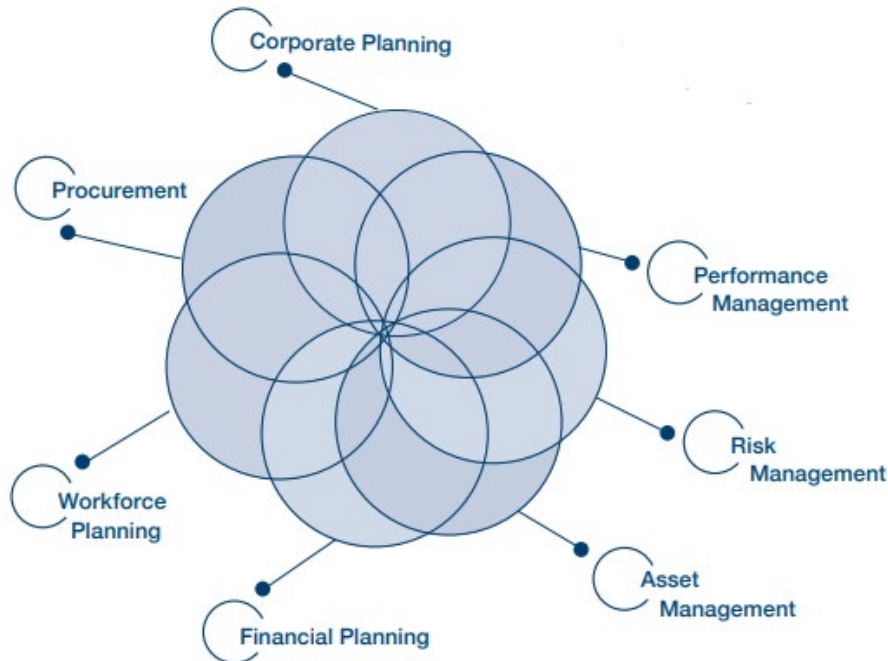 Corporate Planning
Procurement
Performance
Management
Risk
Management
Workforce
Planning
Asset
Management
Financial Planning